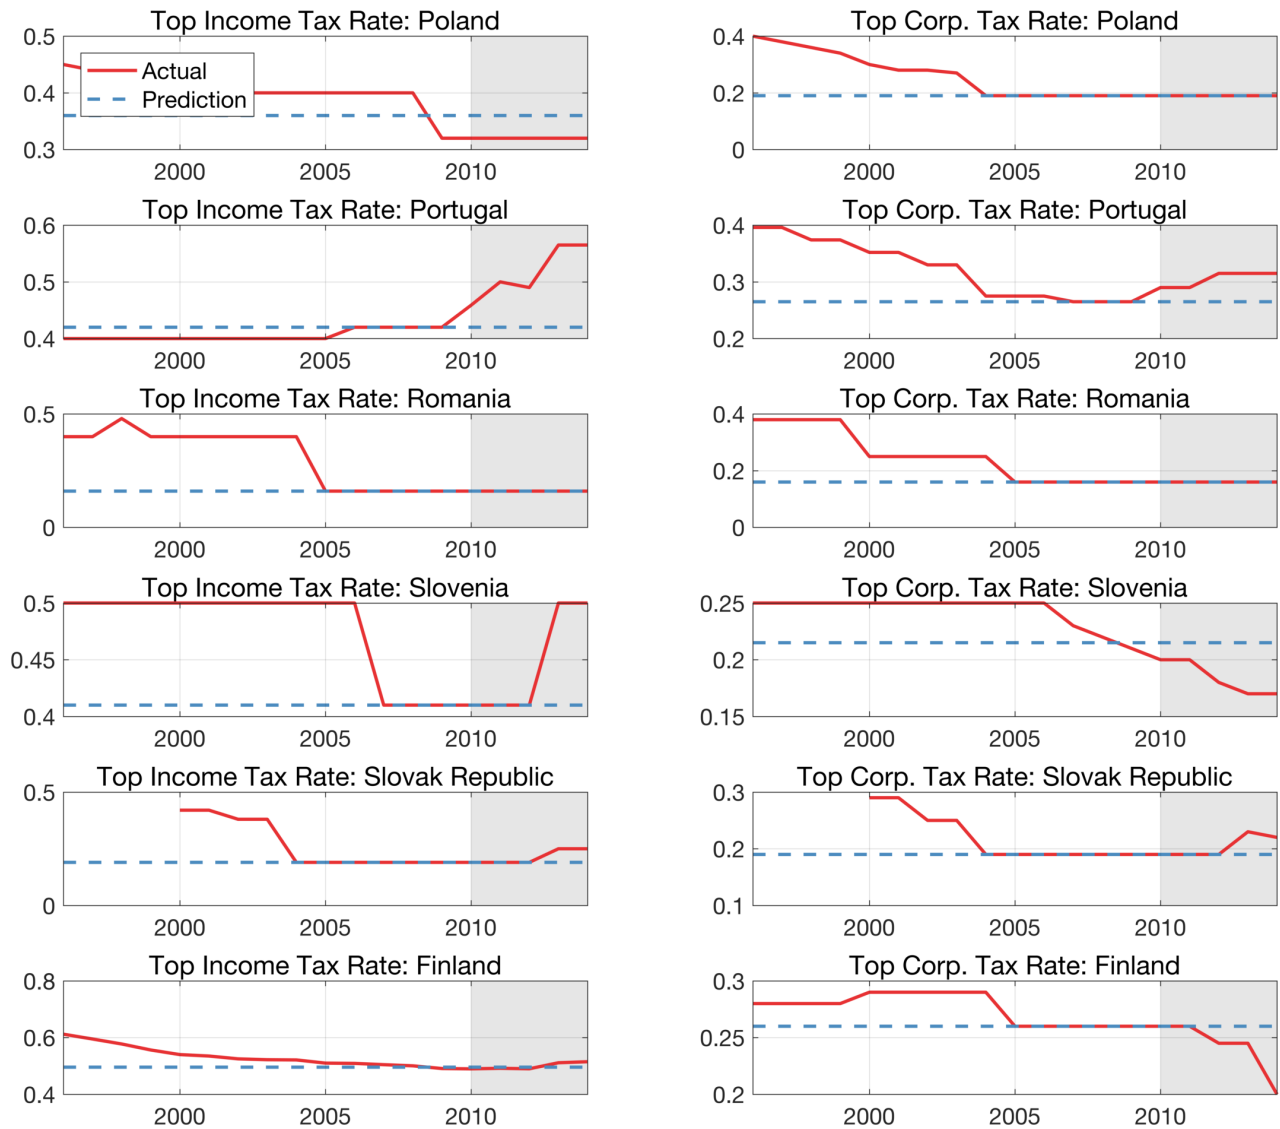 Top Income Tax Rate: Poland
0.5
0.4
0.3
Actual
Prediction
2000 2005 2010
Top Corp. Tax Rate: Poland
0.4
0.2
0
2000 2005 2010
Top Income Tax Rate: Portugal
0.6
0.5
0.4
2000 2005 2010
Top Corp. Tax Rate: Portugal
0.4
0.3
0.2
2000 2005 2010
Top Income Tax Rate: Romania
0.5
0
2000 2005 2010
Top Corp. Tax Rate: Romania
0.4
0.2
0
2000 2005 2010
Top Income Tax Rate: Slovenia
0.5
0.45
0.4
2000 2005 2010
Top Corp. Tax Rate: Slovenia
0.25
0.2
0.15
2000 2005 2010
Top Income Tax Rate: Slovak Republic
0.5
0
2000 2005 2010
Top Corp. Tax Rate: Slovak Republic
0.3
0.2
0.1
2000 2005 2010
Top Income Tax Rate: Finland
0.8
0.6
0.4
2000 2005 2010
Top Corp. Tax Rate: Finland
0.3
0.25
0.2
2000 2005 2010